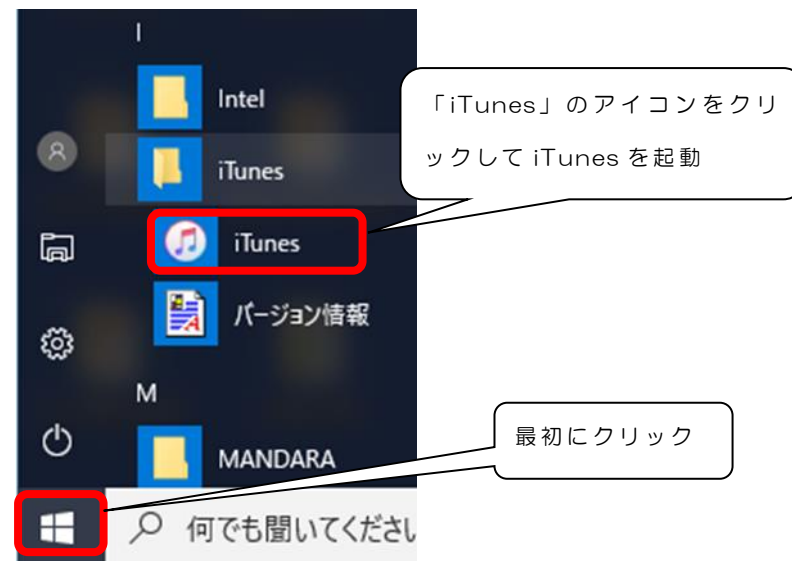 I
Intel
iTunes
iTunes
バージョン情報
M
MANDARA
何でも聞いてくださ
「iTunes」のアイコンをクリ
ックして iTunes を起動
最初にクリック